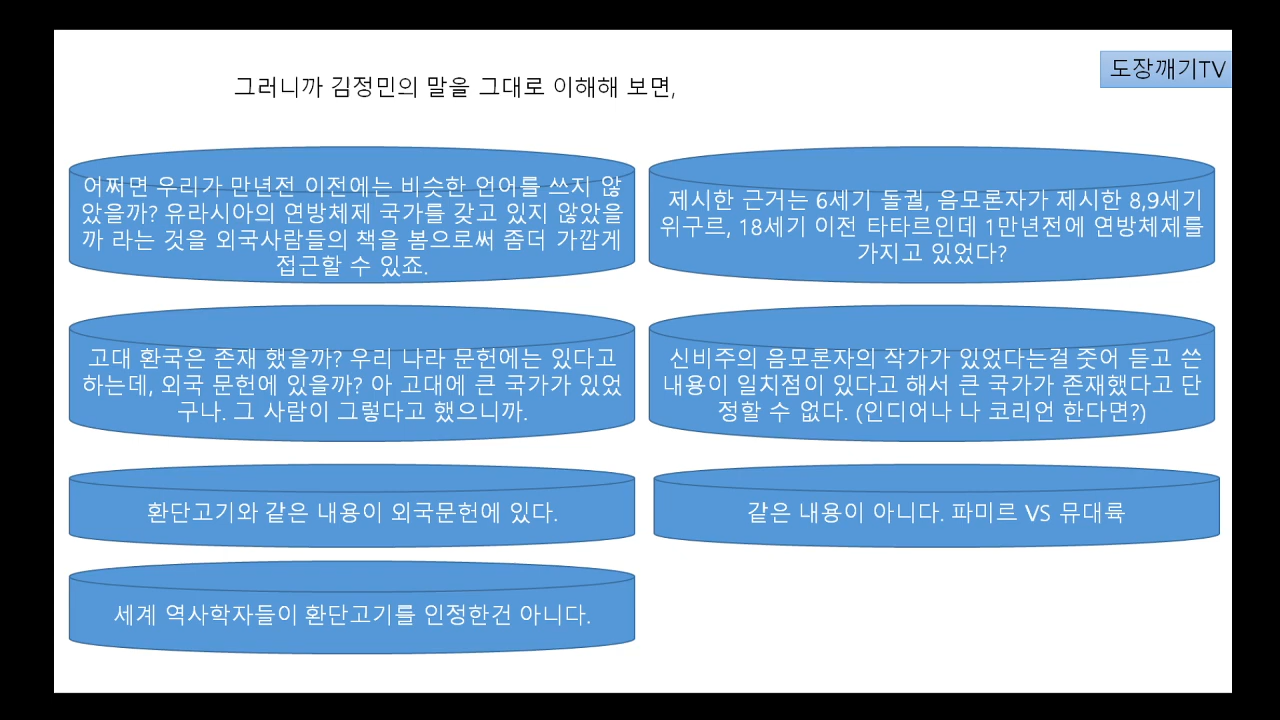 도장깨기TV
그러니까 김정민의 말을 그대로 이해해 보면,
어쩌면 우리가 만년전 이전에는 비슷한 언어를 쓰지 않
았을까? 유라시아의 연방체제 국가를 갖고 있지 않았을
까 라는 것을 외국사람들의 책을 봄으로써 좀더 가깝게
접근할 수 있죠.
제시한 근거는 6세기 돌궐, 음모론자가 제시한 8,9세기
위구르, 18세기 이전 타타르인데 1만년전에 연방체제를
가지고 있었다?
고대 환국은 존재 했을까? 우리 나라 문헌에는 있다고
하는데, 외국 문헌에 있을까? 아 고대에 큰 국가가 있었
구나. 그 사람이 그렇다고 했으니까.
신비주의 음모론자의 작가가 있었다는걸 줏어 듣고 쓴
내용이 일치점이 있다고 해서 큰 국가가 존재했다고 단
정할 수 없다. (인디어나 나 코리언 한다면?)
환단고기와 같은 내용이 외국문헌에 있다.
같은 내용이 아니다. 파미르 VS 뮤대륙
세계 역사학자들이 환단고기를 인정한건 아니다.